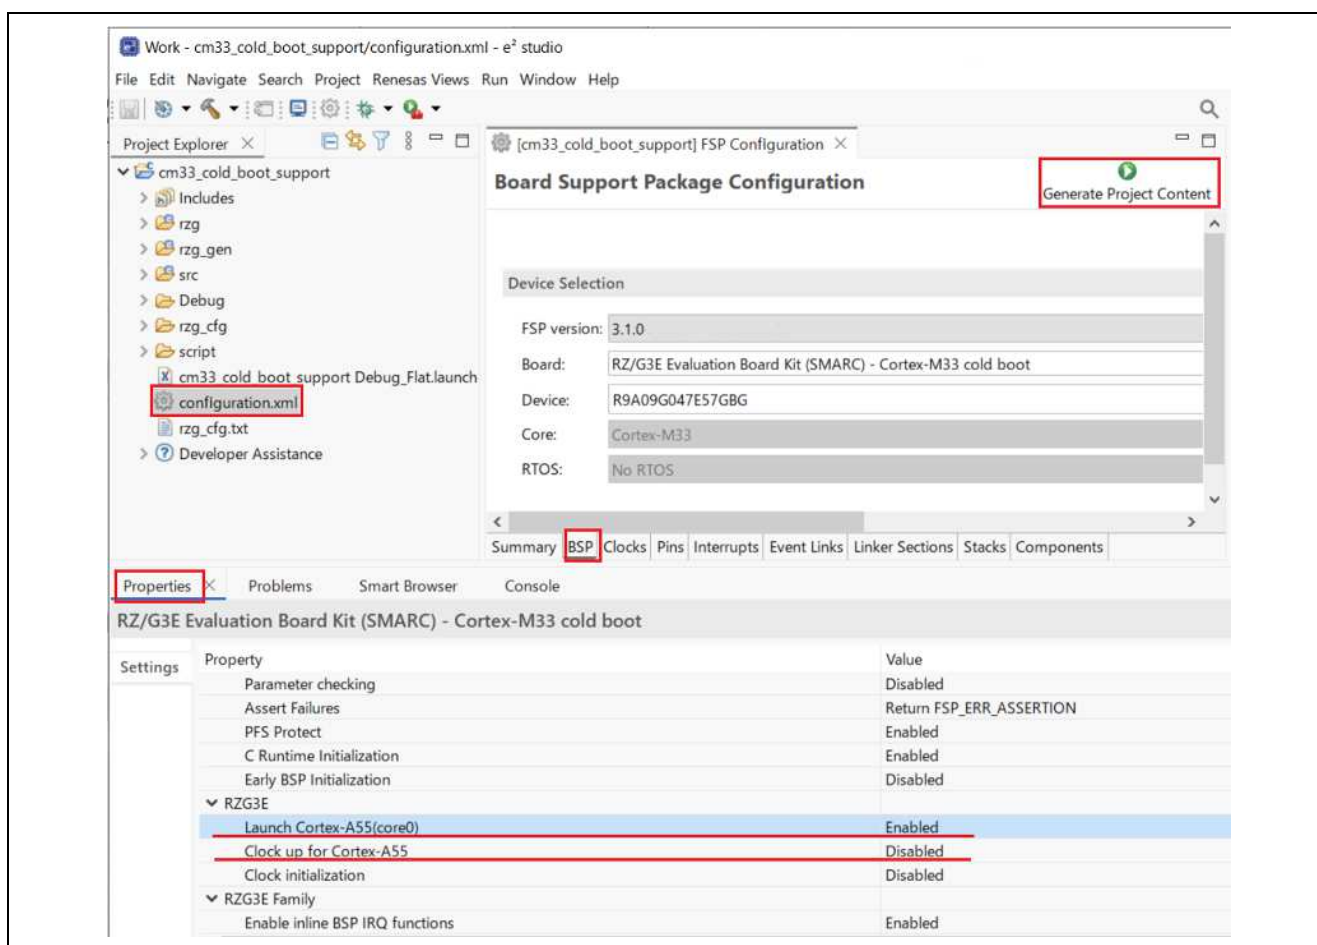 Work - cm33_cold_boot_support/configuration.xml - e² studio
File Edit Navigate Search Project Renesas Views Run Window Help
Project Explorer
[cm33_cold_boot_support] FSP Configuration
cm33_cold_boot_support
Includes
rzg
rzg_gen
src
Debug
rzg_cfg
script
cm33_cold_boot_support Debug_Flat.launch
configuration.xml
rzg_cfg.txt
Developer Assistance
Board Support Package Configuration
Generate Project Content
Device Selection
FSP version: 3.1.0
Board: RZ/G3E Evaluation Board Kit (SMARC) - Cortex-M33 cold boot
Device: R9A09G047E57GBG
Core: Cortex-M33
RTOS: No RTOS
Summary BSP Clocks Pins Interrupts Event Links Linker Sections Stacks Components
Properties Problems Smart Browser Console
RZ/G3E Evaluation Board Kit (SMARC) - Cortex-M33 cold boot
Settings
Property Value
Parameter checking Disabled
Assert Failures Return FSP_ERR_ASSERTION
PFS Protect Enabled
C Runtime Initialization Enabled
Early BSP Initialization Disabled
RZG3E
Launch Cortex-A55(core0) Enabled
Clock up for Cortex-A55 Disabled
Clock initialization Disabled
RZG3E Family
Enable inline BSP IRQ functions Enabled